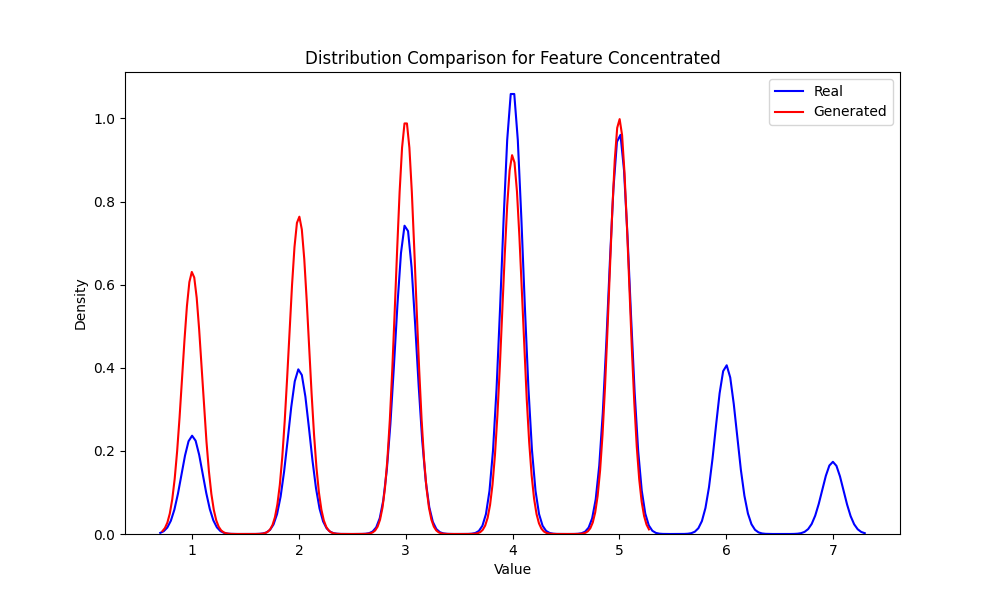 Distribution Comparison for Feature Concentrated
Real
Generated
Density
1.0
0.8
0.6
0.4
0.2
0.0
1 2 3 4 5 6 7
Value